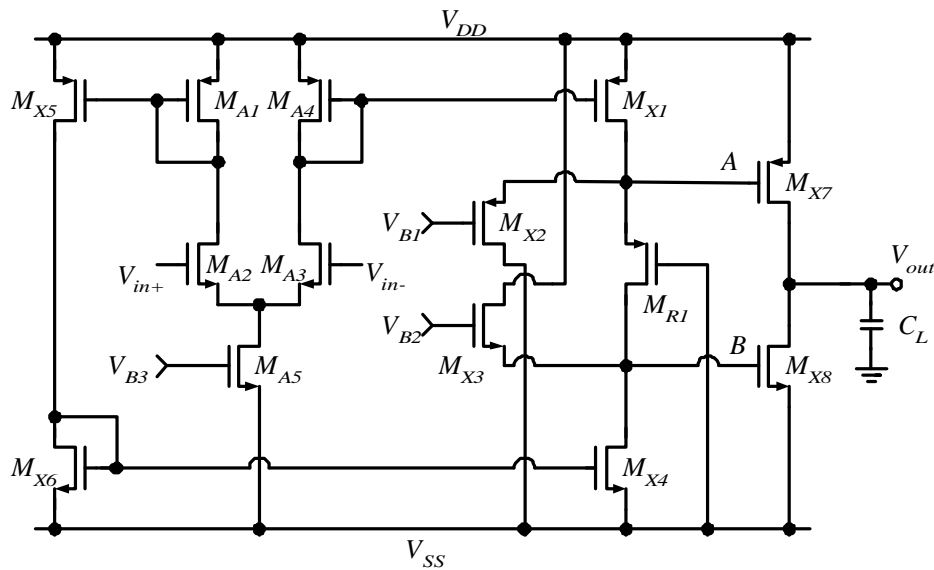 V_DD
M_X5
M_A1
M_A4
M_X1
A
M_X7
V_B1
M_X2
V_in+
M_A2
M_A3
V_in-
V_out
M_R1
V_B2
C_L
B
V_B3
M_A5
M_X3
M_X8
M_X6
M_X4
V_SS